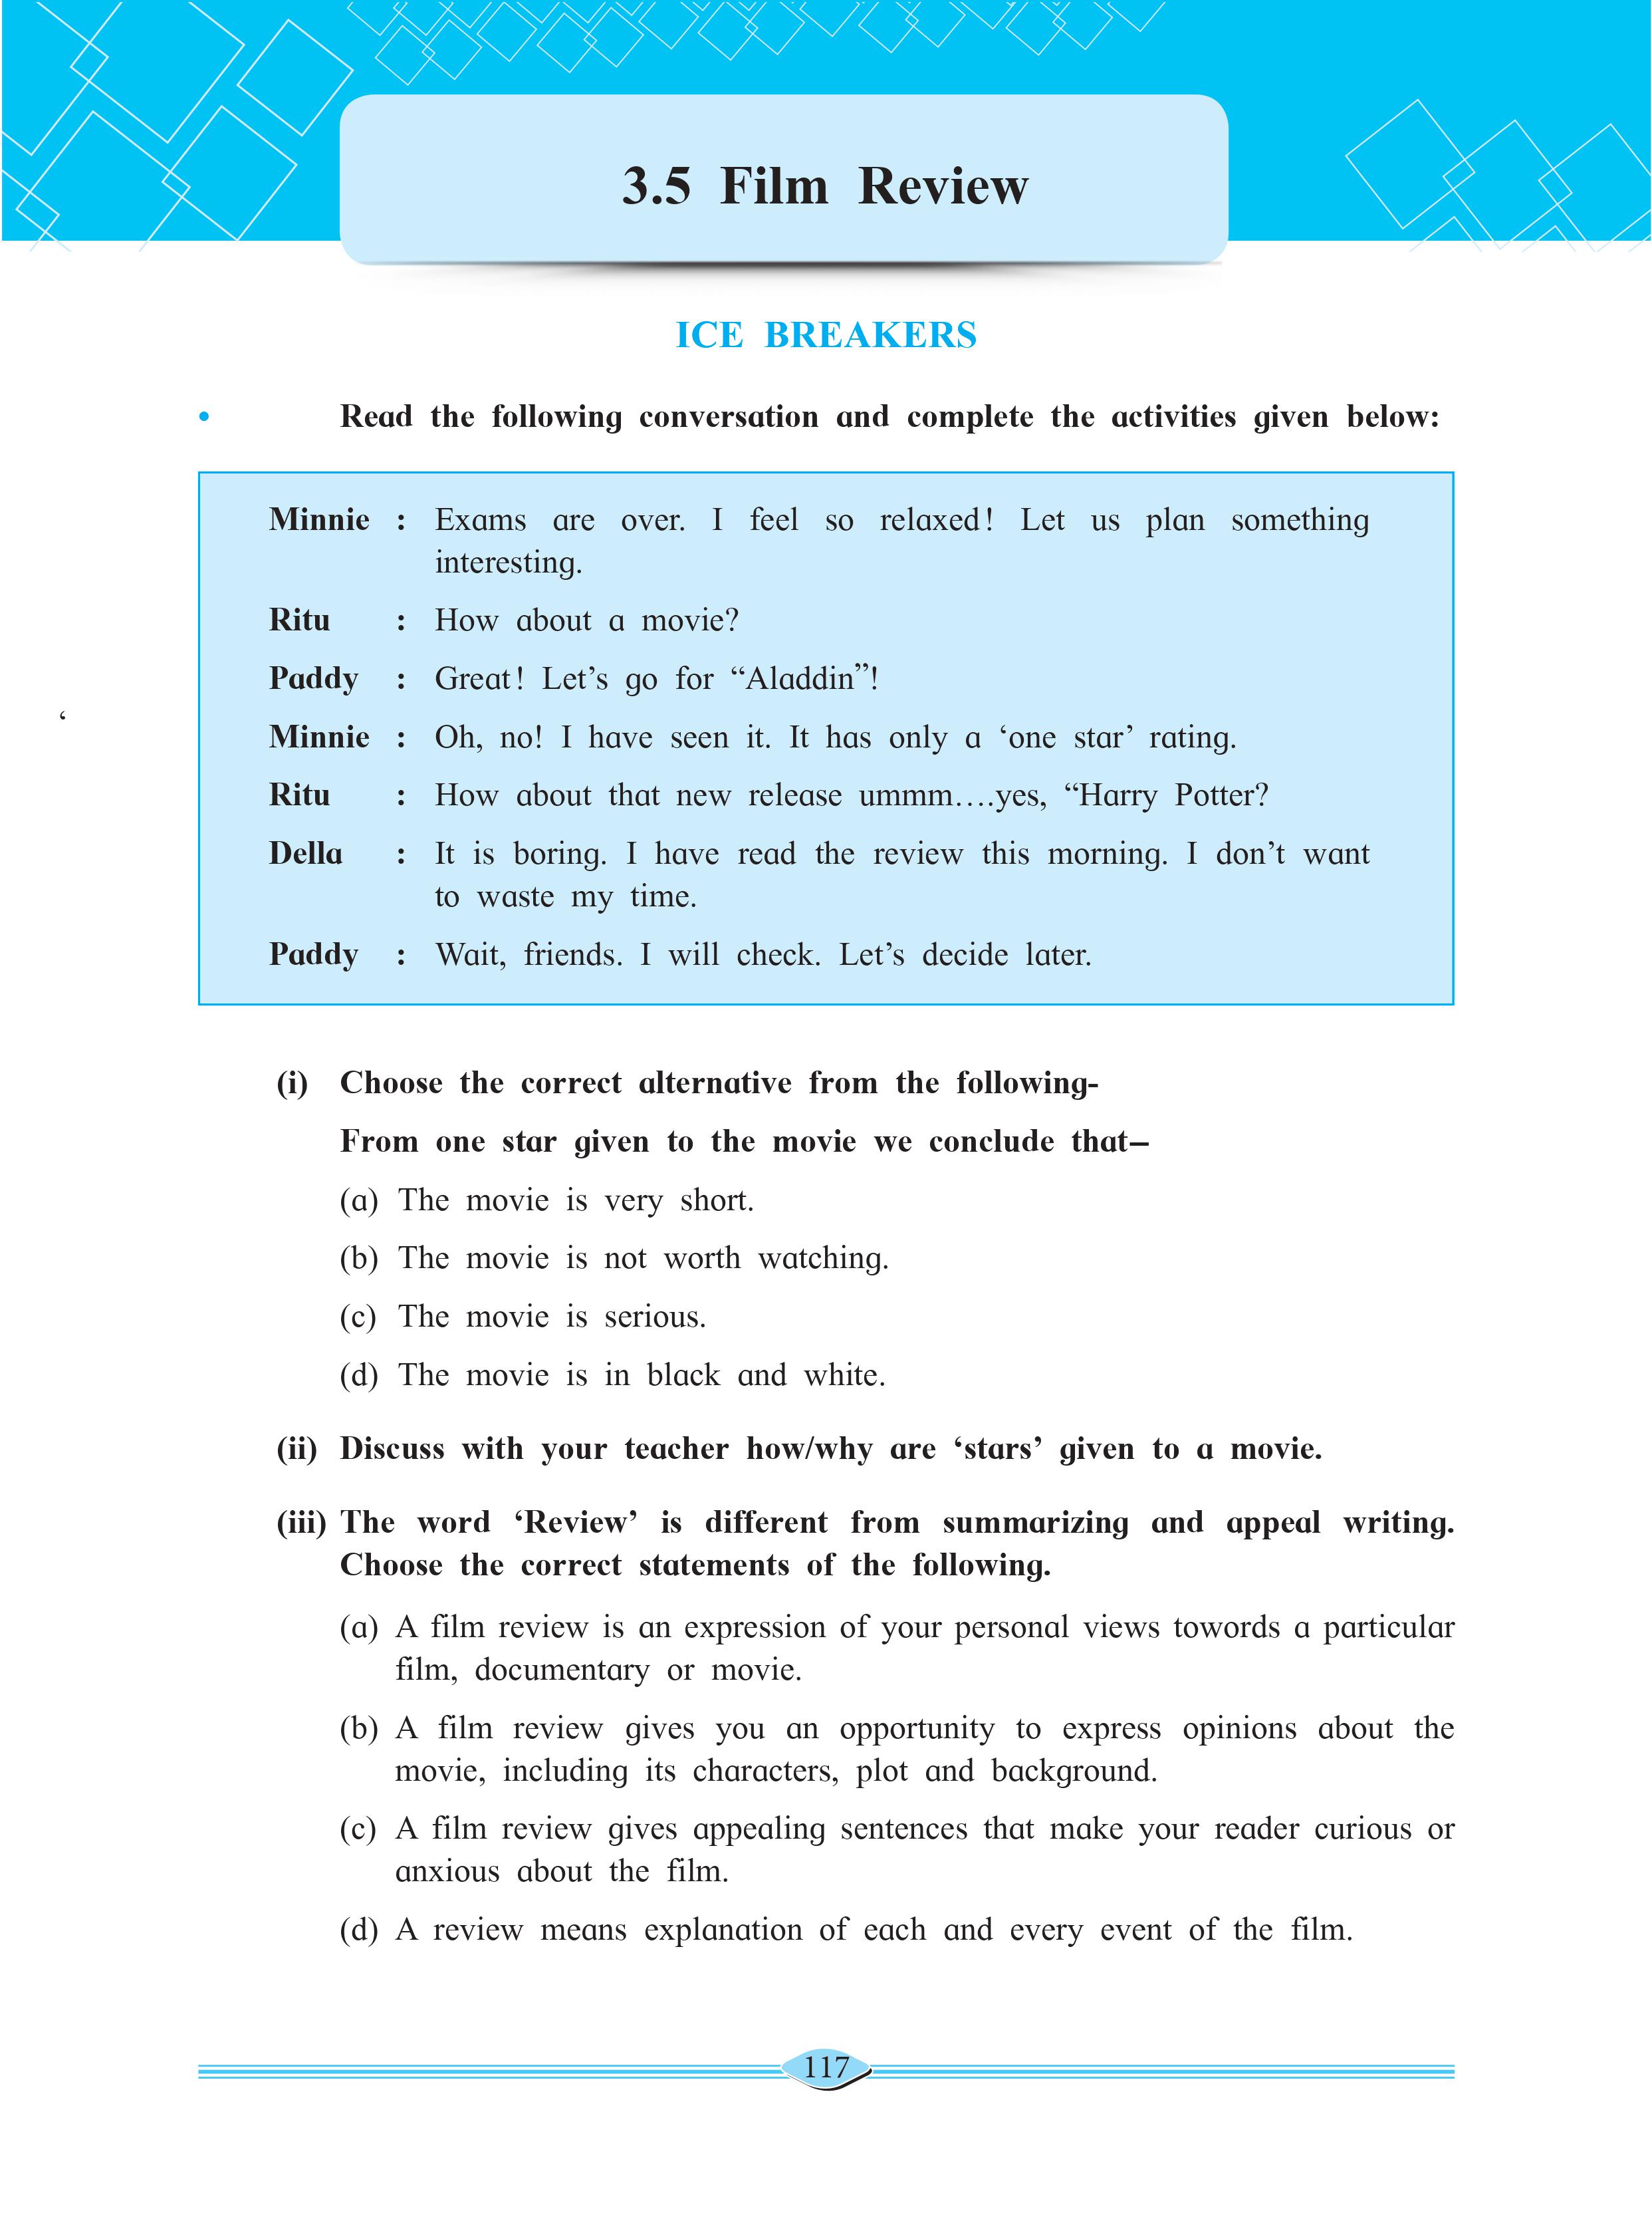 3.5 Film Review
ICE BREAKERS
• Read the following conversation and complete the activities given below:
Minnie : Exams are over. I feel so relaxed! Let us plan something
interesting.
Ritu : How about a movie?
Paddy : Great! Let’s go for “Aladdin”!
‘
Minnie : Oh, no! I have seen it. It has only a ‘one star’ rating.
Ritu : How about that new release ummm....yes, “Harry Potter?
Della : It is boring. I have read the review this morning. I don’t want
to waste my time.
Paddy : Wait, friends. I will check. Let’s decide later.
(i) Choose the correct alternative from the following-
From one star given to the movie we conclude that–
(a) The movie is very short.
(b) The movie is not worth watching.
(c) The movie is serious.
(d) The movie is in black and white.
(ii) Discuss with your teacher how/why are ‘stars’ given to a movie.
(iii) The word ‘Review’ is different from summarizing and appeal writing.
Choose the correct statements of the following.
(a) A film review is an expression of your personal views towards a particular
film, documentary or movie.
(b) A film review gives you an opportunity to express opinions about the
movie, including its characters, plot and background.
(c) A film review gives appealing sentences that make your reader curious or
anxious about the film.
(d) A review means explanation of each and every event of the film.
117